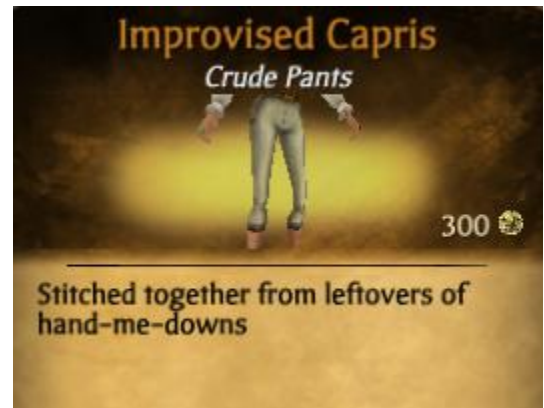 Improvised Capris
Crude Pants
300
Stitched together from leftovers of
hand-me-downs